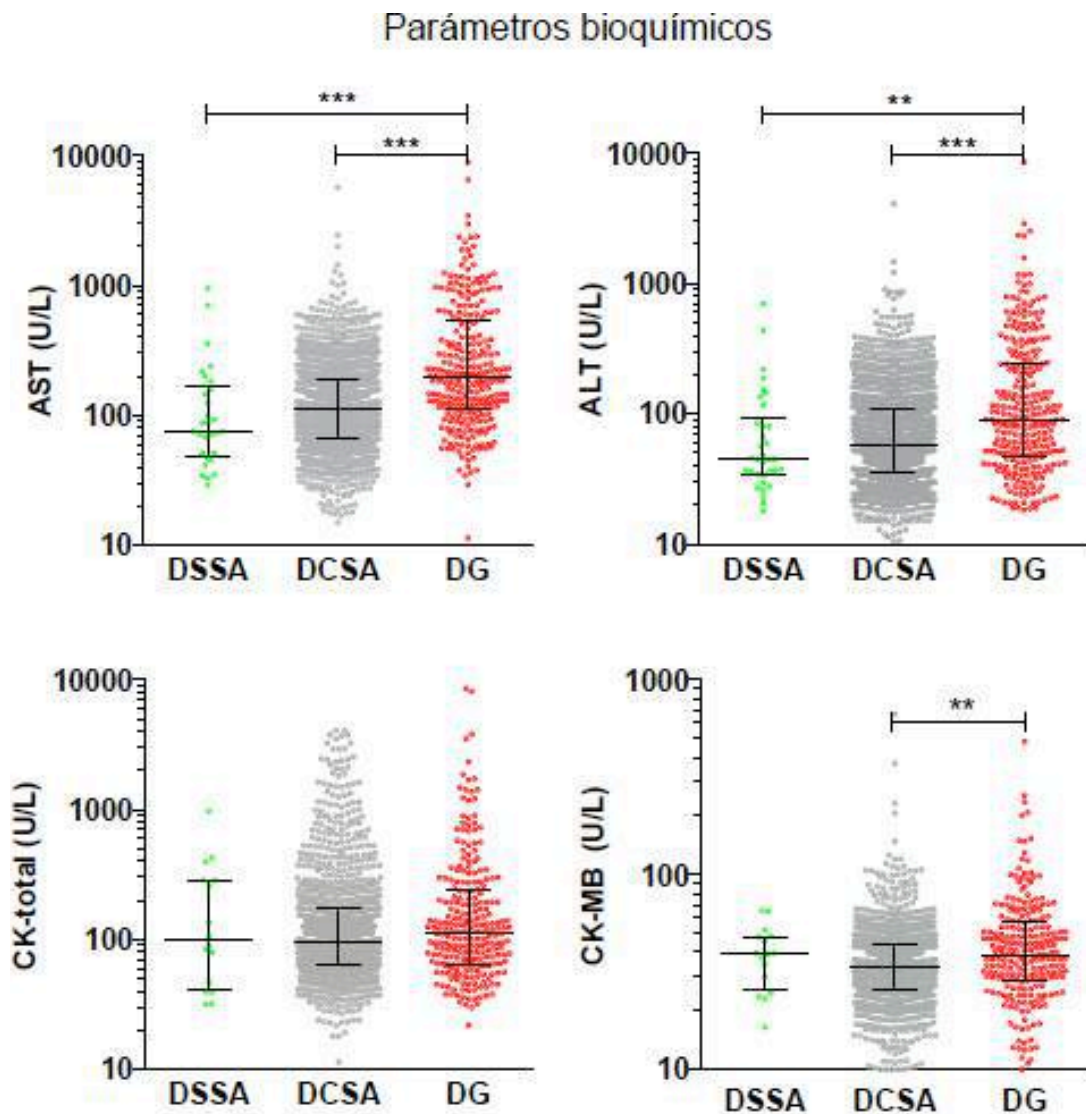 Parámetros bioquímicos
***
***
10000
1000
100
10
AST (U/L)
DSSA DCSA DG
**
***
10000
1000
100
10
ALT (U/L)
DSSA DCSA DG
10000
1000
100
10
CK-total (U/L)
DSSA DCSA DG
**
1000
100
10
CK-MB (U/L)
DSSA DCSA DG